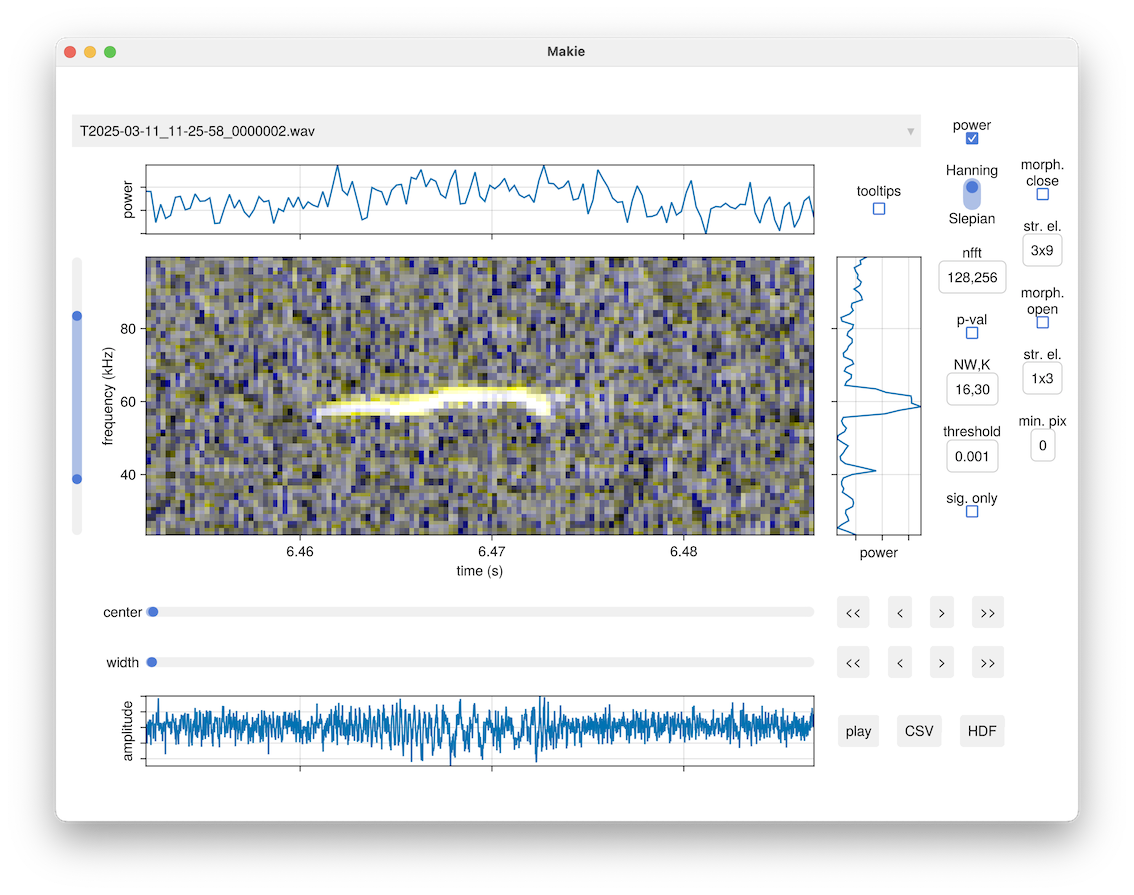 Makie
T2025-03-11_11-25-58_0000002.wav
power
power
tooltips
Hanning
Slepian
morph.
close
str. el.
3x9
nfft
128,256
morph.
open
p-val
str. el.
1x3
NW,K
16,30
min. pix
0
threshold
0.001
sig. only
frequency (kHz)
80
60
40
6.46 6.47 6.48
time (s)
power
center
<< < > >>
width
<< < > >>
amplitude
play CSV HDF